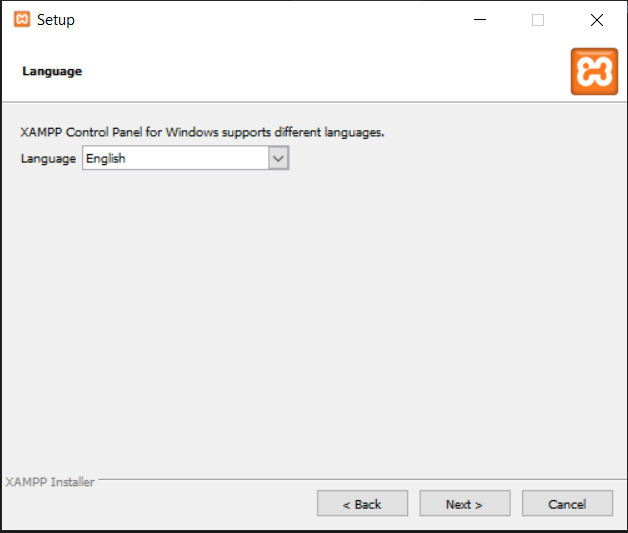 Setup
Language
XAMPP Control Panel for Windows supports different languages.
Language English
XAMPP Installer
< Back Next > Cancel